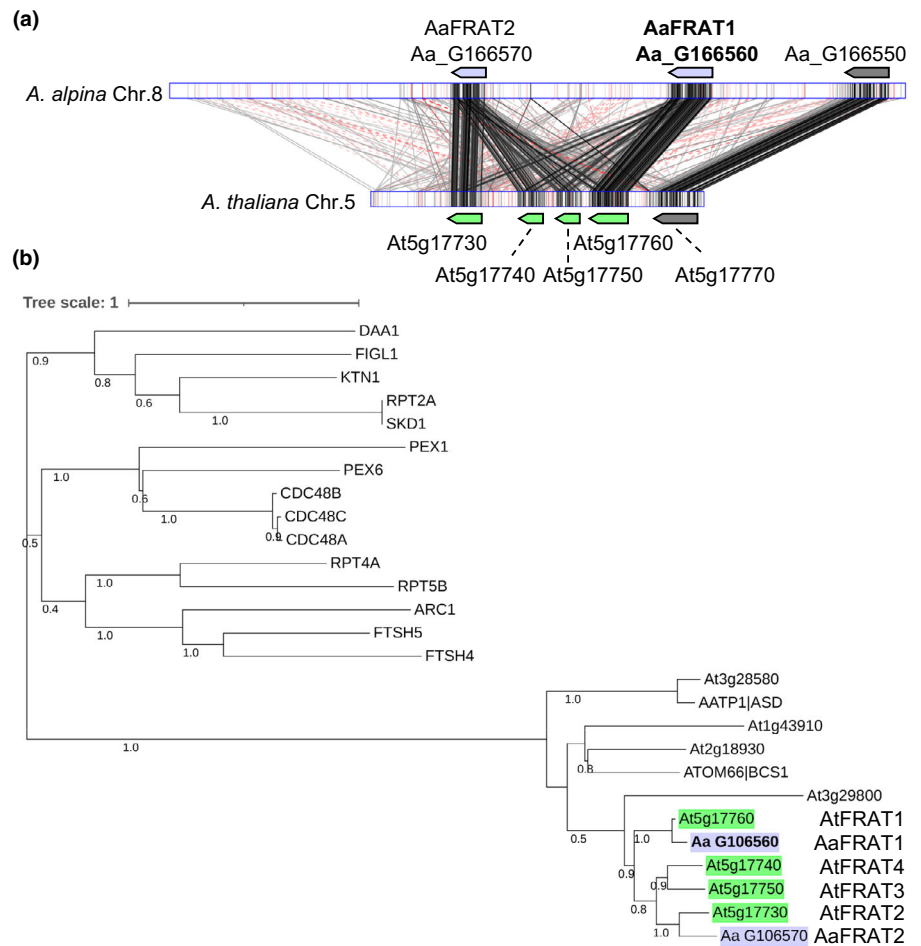 (a)
AaFRAT2
Aa_G166570
AaFRAT1
Aa_G166560
Aa_G166550
A. alpina Chr.8
A. thaliana Chr.5
At5g17730
At5g17740
At5g17750
At5g17760
At5g17770
(b)
Tree scale: 1
DAA1
0.9
FIGL1
0.8
KTN1
0.6
RPT2A
1.0
SKD1
PEX1
1.0
PEX6
0.6
CDC48B
1.0
CDC48C
0.9
CDC48A
0.5
RPT4A
1.0
RPT5B
0.4
ARC1
1.0
FTSH5
1.0
FTSH4
At3g28580
1.0
AATP1|ASD
At1g43910
At2g18930
0.8
ATOM66|BCS1
1.0
At3g29800
At5g17760 AtFRAT1
0.5
1.0
Aa G106560 AaFRAT1
At5g17740 AtFRAT4
0.9
0.9
At5g17750 AtFRAT3
0.8
At5g17730 AtFRAT2
1.0
Aa G106570 AaFRAT2